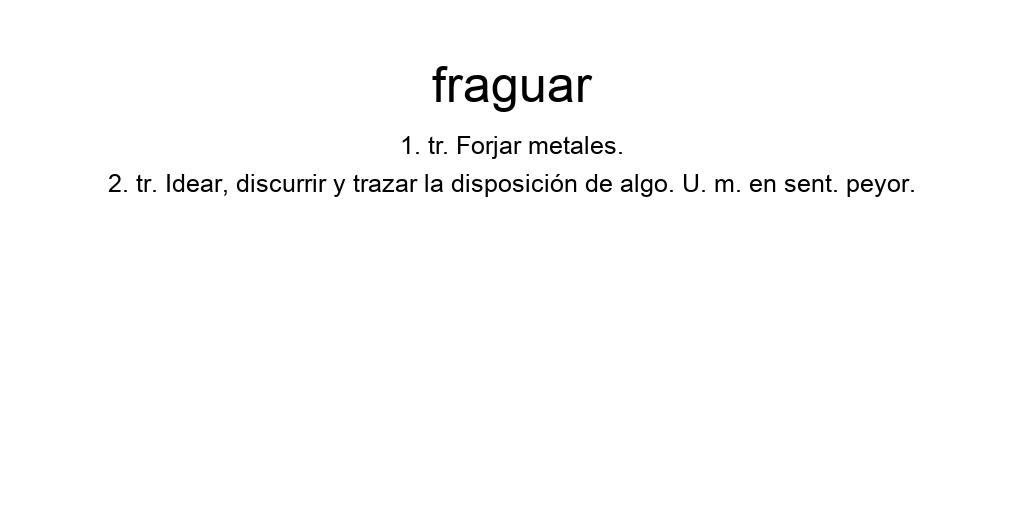 fraguar
1. tr. Forjar metales.
2. tr. Idear, discurrir y trazar la disposición de algo. U. m. en sent. peyor.